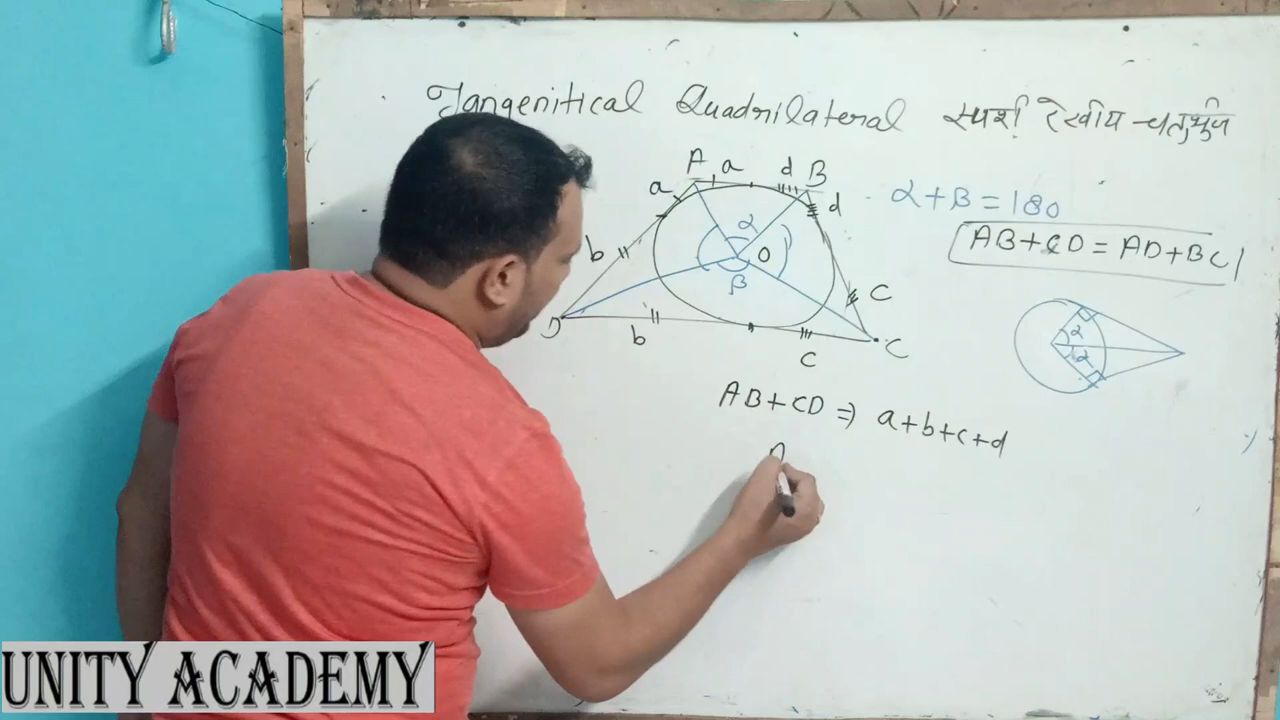 Tangenitical Quadrilateral स्पर्श रेखीय चतुर्भुज
A a d B
a d
b
α
O
β
D b c C
C
α + B = 180
AB + CD = AD + BC
α
α
AB + CD ⇒ a + b + c + d
UNITY ACADEMY